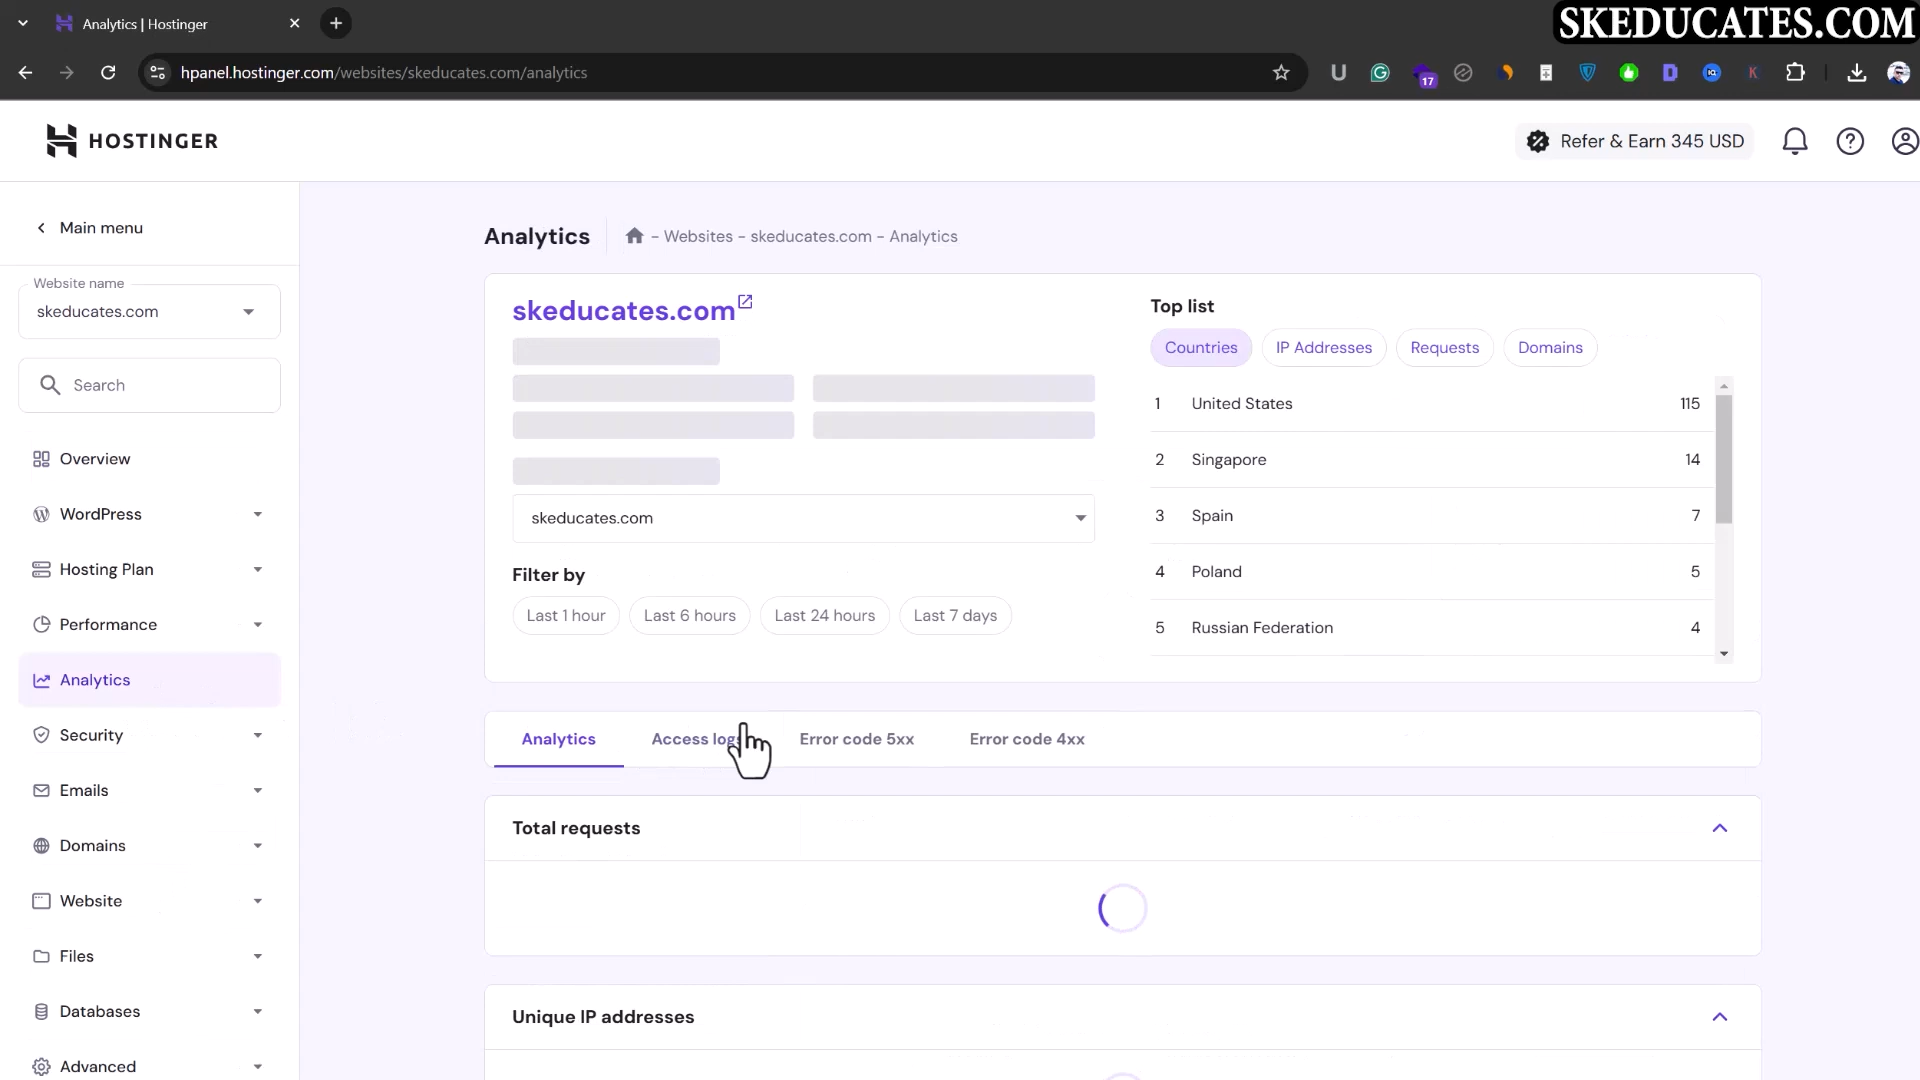 Analytics | Hostinger
SKEDUCATES.COM
hpanel.hostinger.com/websites/skeducates.com/analytics
17
HOSTINGER
Refer & Earn 345 USD
Main menu
Analytics
- Websites - skeducates.com - Analytics
Website name
skeducates.com
Search
Overview
WordPress
Hosting Plan
Performance
Analytics
Security
Emails
Domains
Website
Files
Databases
Advanced
skeducates.com
skeducates.com
Filter by
Last 1 hour
Last 6 hours
Last 24 hours
Last 7 days
Top list
Countries
IP Addresses
Requests
Domains
1 United States 115
2 Singapore 14
3 Spain 7
4 Poland 5
5 Russian Federation 4
Analytics
Access logs
Error code 5xx
Error code 4xx
Total requests
Unique IP addresses